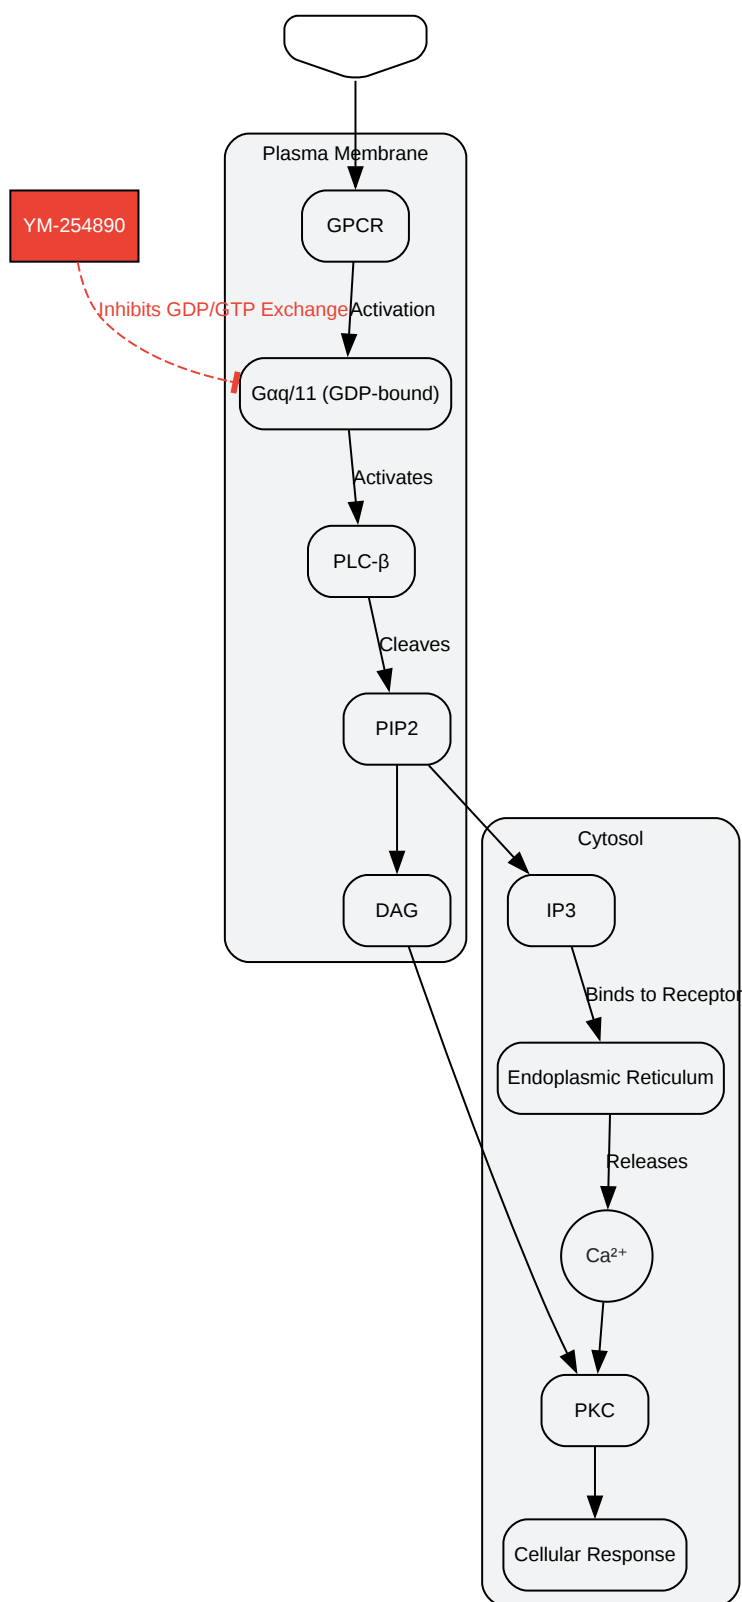 Plasma Membrane
YM-254890
GPCR
Inhibits GDP/GTP Exchange
Activation
Gαq/11 (GDP-bound)
Activates
PLC-β
Cleaves
PIP2
Cytosol
DAG
IP3
Binds to Receptor
Endoplasmic Reticulum
Releases
Ca²⁺
PKC
Cellular Response